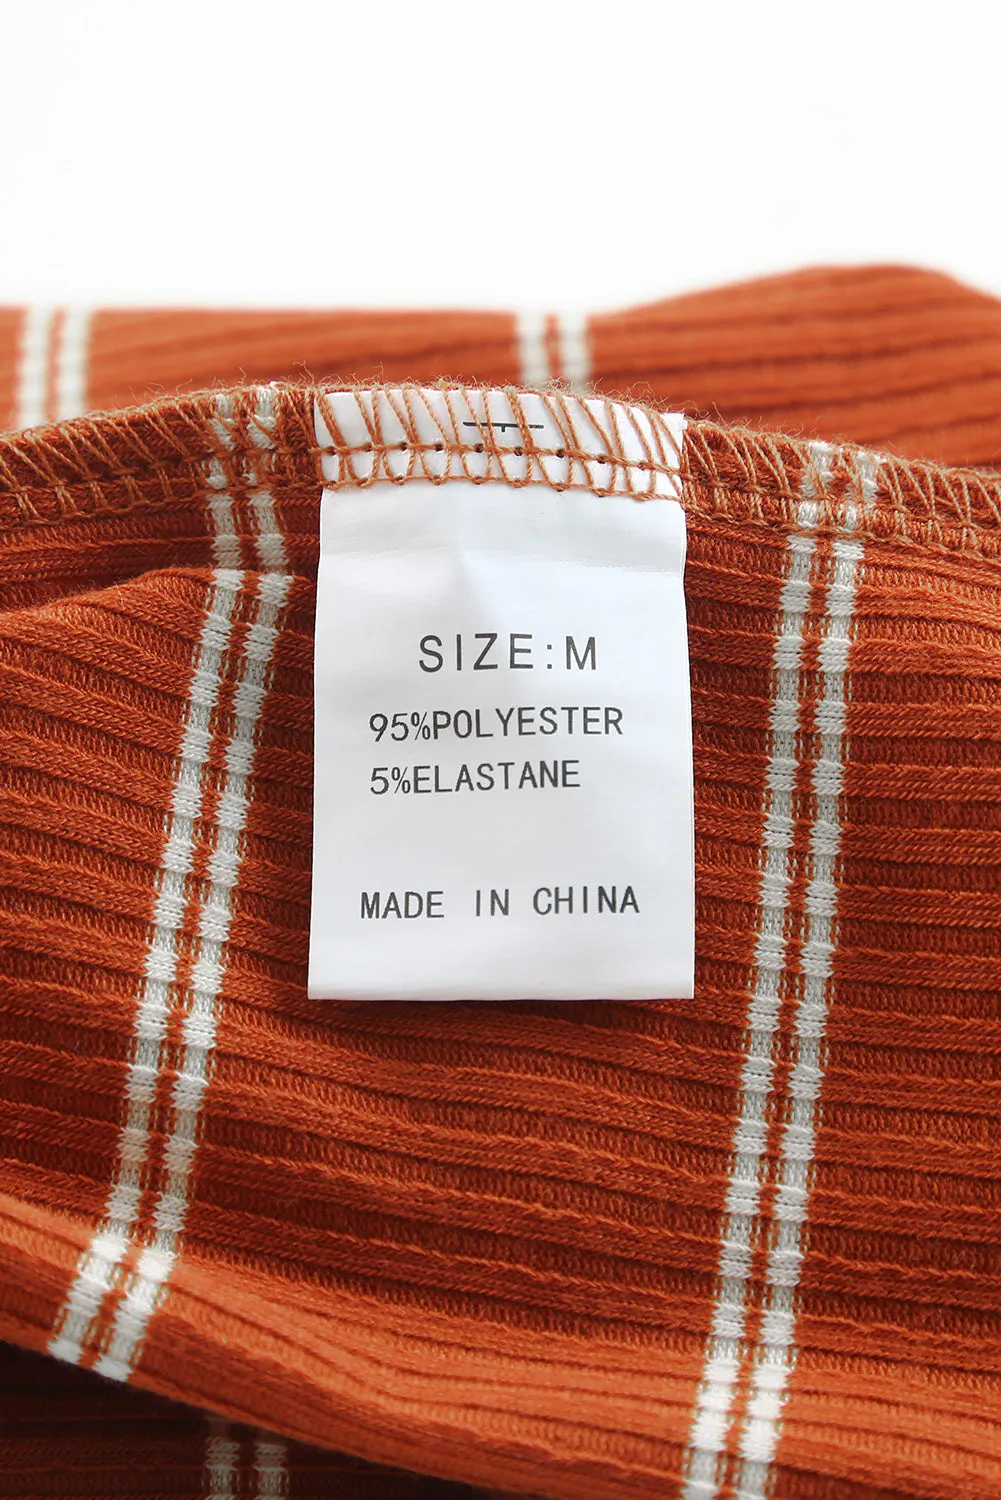 SIZE:M
95%POLYESTER
5%ELASTANE
MADE IN CHINA